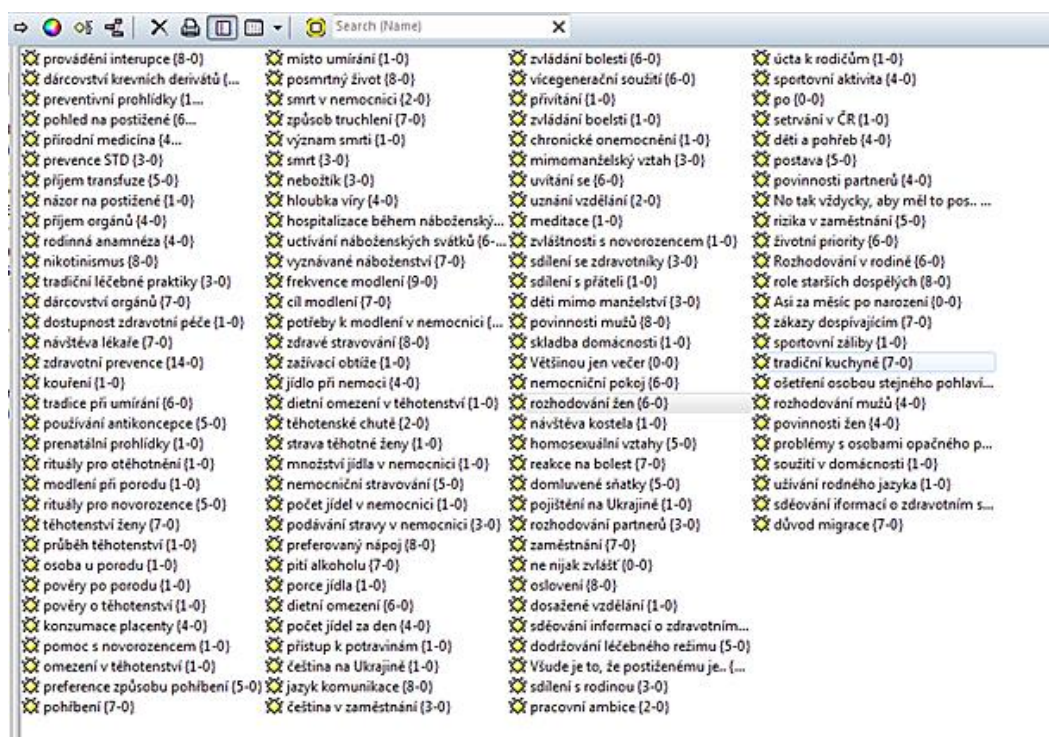 Search (Name)
provádění interupce {8-0}
dárcovství krevních derivátů {...
preventivní prohlídky {1...
pohled na postižené {6...
přírodní medicína {4...
prevence STD {3-0}
příjem transfuze {5-0}
názor na postižené {1-0}
příjem orgánů {4-0}
rodinná anamnéza {4-0}
nikotinismus {8-0}
tradiční léčebné praktiky {3-0}
dárcovství orgánů {7-0}
dostupnost zdravotní péče {1-0}
návštěva lékaře {7-0}
zdravotní prevence {14-0}
kouření {1-0}
tradice při umírání {6-0}
používání antikoncepce {5-0}
prenatální prohlídky {1-0}
rituály pro otěhotnění {1-0}
modlení při porodu {1-0}
rituály pro novorozence {5-0}
těhotenství ženy {7-0}
průběh těhotenství {1-0}
osoba u porodu {1-0}
pověry po porodu {1-0}
pověry o těhotenství {1-0}
konzumace placenty {4-0}
pomoc s novorozencem {1-0}
omezení v těhotenství {1-0}
preference způsobu pohřbení {5-0}
pohřbení {7-0}
místo umírání {1-0}
posmrtný život {8-0}
smrt v nemocnici {2-0}
způsob truchlení {7-0}
význam smrti {1-0}
smrt {3-0}
nebožtík {3-0}
hloubka víry {4-0}
hospitalizace během náboženský...
uctívání náboženských svátků {6-...
vyznávané náboženství {7-0}
frekvence modlení {9-0}
cíl modlení {7-0}
potřeby k modlení v nemocnici {...
zdravé stravování {8-0}
zažívací obtíže {1-0}
jídlo při nemoci {4-0}
dietní omezení v těhotenství {1-0}
těhotenské chutě {2-0}
strava těhotné ženy {1-0}
množství jídla v nemocnici {1-0}
nemocniční stravování {5-0}
počet jídel v nemocnici {1-0}
podávání stravy v nemocnici {3-0}
preferovaný nápoj {8-0}
pití alkoholu {7-0}
porce jídla {1-0}
dietní omezení {6-0}
počet jídel za den {4-0}
přístup k potravinám {1-0}
čeština na Ukrajině {1-0}
jazyk komunikace {8-0}
čeština v zaměstnání {3-0}
zvládání bolesti {6-0}
vícegenerační soužití {6-0}
přivítání {1-0}
zvládání boelsti {1-0}
chronické onemocnění {1-0}
mimomanželský vztah {3-0}
uvítání se {6-0}
uznání vzdělání {2-0}
meditace {1-0}
zvláštnosti s novorozencem {1-0}
sdílení se zdravotníky {3-0}
sdílení s přáteli {1-0}
děti mimo manželství {3-0}
povinnosti mužů {8-0}
skladba domácnosti {1-0}
Většinou jen večer {0-0}
nemocniční pokoj {6-0}
rozhodování žen {6-0}
návštěva kostela {1-0}
homosexuální vztahy {5-0}
reakce na bolest {7-0}
domluvené sňatky {5-0}
pojištění na Ukrajině {1-0}
rozhodování partnerů {3-0}
zaměstnání {7-0}
ne nijak zvlášť {0-0}
oslovení {8-0}
dosažené vzdělání {1-0}
sděování informací o zdravotním...
dodržování léčebného režimu {5-0}
Všude je to, že postiženému je.. {...
sdílení s rodinou {3-0}
pracovní ambice {2-0}
úcta k rodičům {1-0}
sportovní aktivita {4-0}
po {0-0}
setrvání v ČR {1-0}
děti a pohřeb {4-0}
postava {5-0}
povinnosti partnerů {4-0}
No tak vždycky, aby měl to pos.. ...
rizika v zaměstnání {5-0}
životní priority {6-0}
Rozhodování v rodině {6-0}
role starších dospělých {8-0}
Asi za měsíc po narození {0-0}
zákazy dospívajícím {7-0}
sportovní záliby {1-0}
tradiční kuchyně {7-0}
ošetření osobou stejného pohlaví...
rozhodování mužů {4-0}
povinnosti žen {4-0}
problémy s osobami opačného p...
soužití v domácnosti {1-0}
užívání rodného jazyka {1-0}
sděování iformací o zdravotním s...
důvod migrace {7-0}